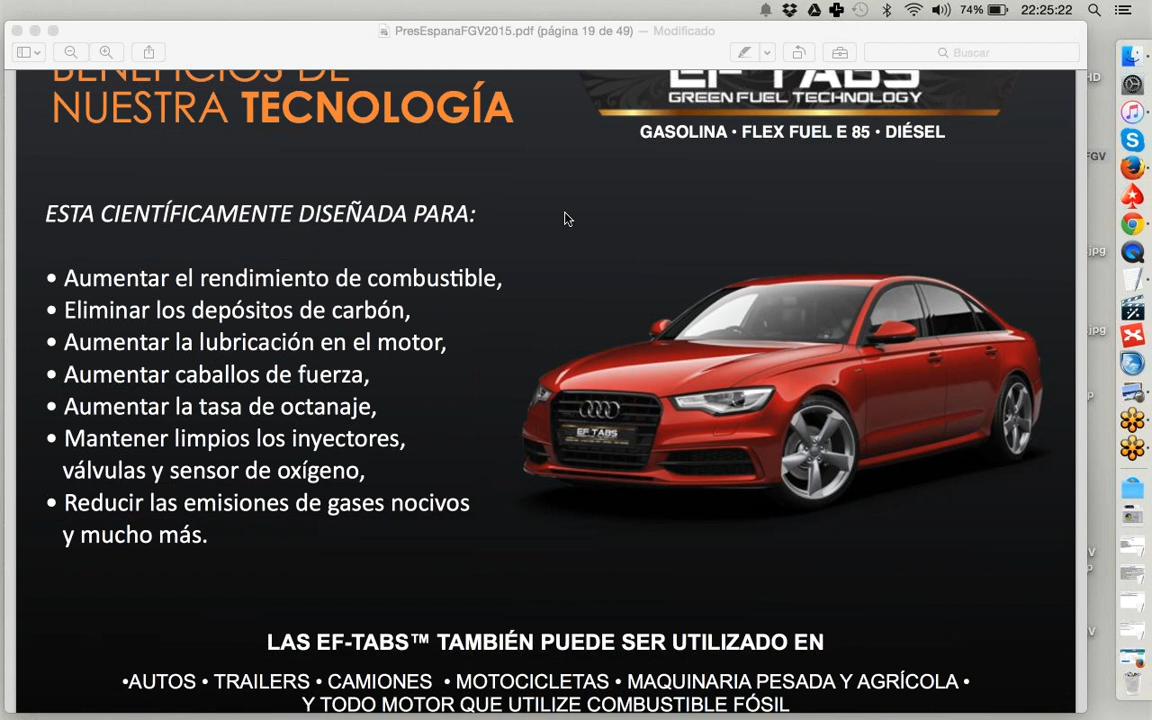 74%
22:25:22
PresEspanaFGV2015.pdf (página 19 de 49) — Modificado
Buscar
BENEFICIOS DE
NUESTRA TECNOLOGÍA
EF-TABS
GREEN FUEL TECHNOLOGY
GASOLINA • FLEX FUEL E 85 • DIÉSEL
ESTA CIENTÍFICAMENTE DISEÑADA PARA:
• Aumentar el rendimiento de combustible,
• Eliminar los depósitos de carbón,
• Aumentar la lubricación en el motor,
• Aumentar caballos de fuerza,
• Aumentar la tasa de octanaje,
• Mantener limpios los inyectores,
válvulas y sensor de oxígeno,
• Reducir las emisiones de gases nocivos
y mucho más.
EF TABS
LAS EF-TABS™ TAMBIÉN PUEDE SER UTILIZADO EN
•AUTOS • TRAILERS • CAMIONES • MOTOCICLETAS • MAQUINARIA PESADA Y AGRÍCOLA •
Y TODO MOTOR QUE UTILIZE COMBUSTIBLE FÓSIL
HD
FGV
jpg
jpg